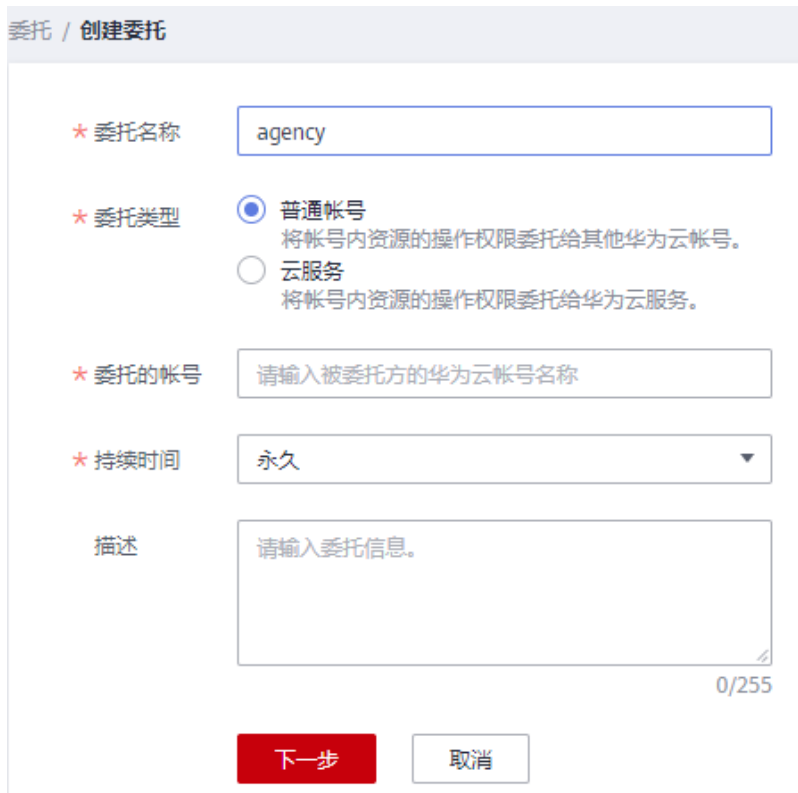 委托 / 创建委托
* 委托名称 agency
* 委托类型 普通帐号
将帐号内资源的操作权限委托给其他华为云帐号。
云服务
将帐号内资源的操作权限委托给华为云服务。
* 委托的帐号 请输入被委托方的华为云帐号名称
* 持续时间 永久
描述 请输入委托信息。
0/255
下一步 取消